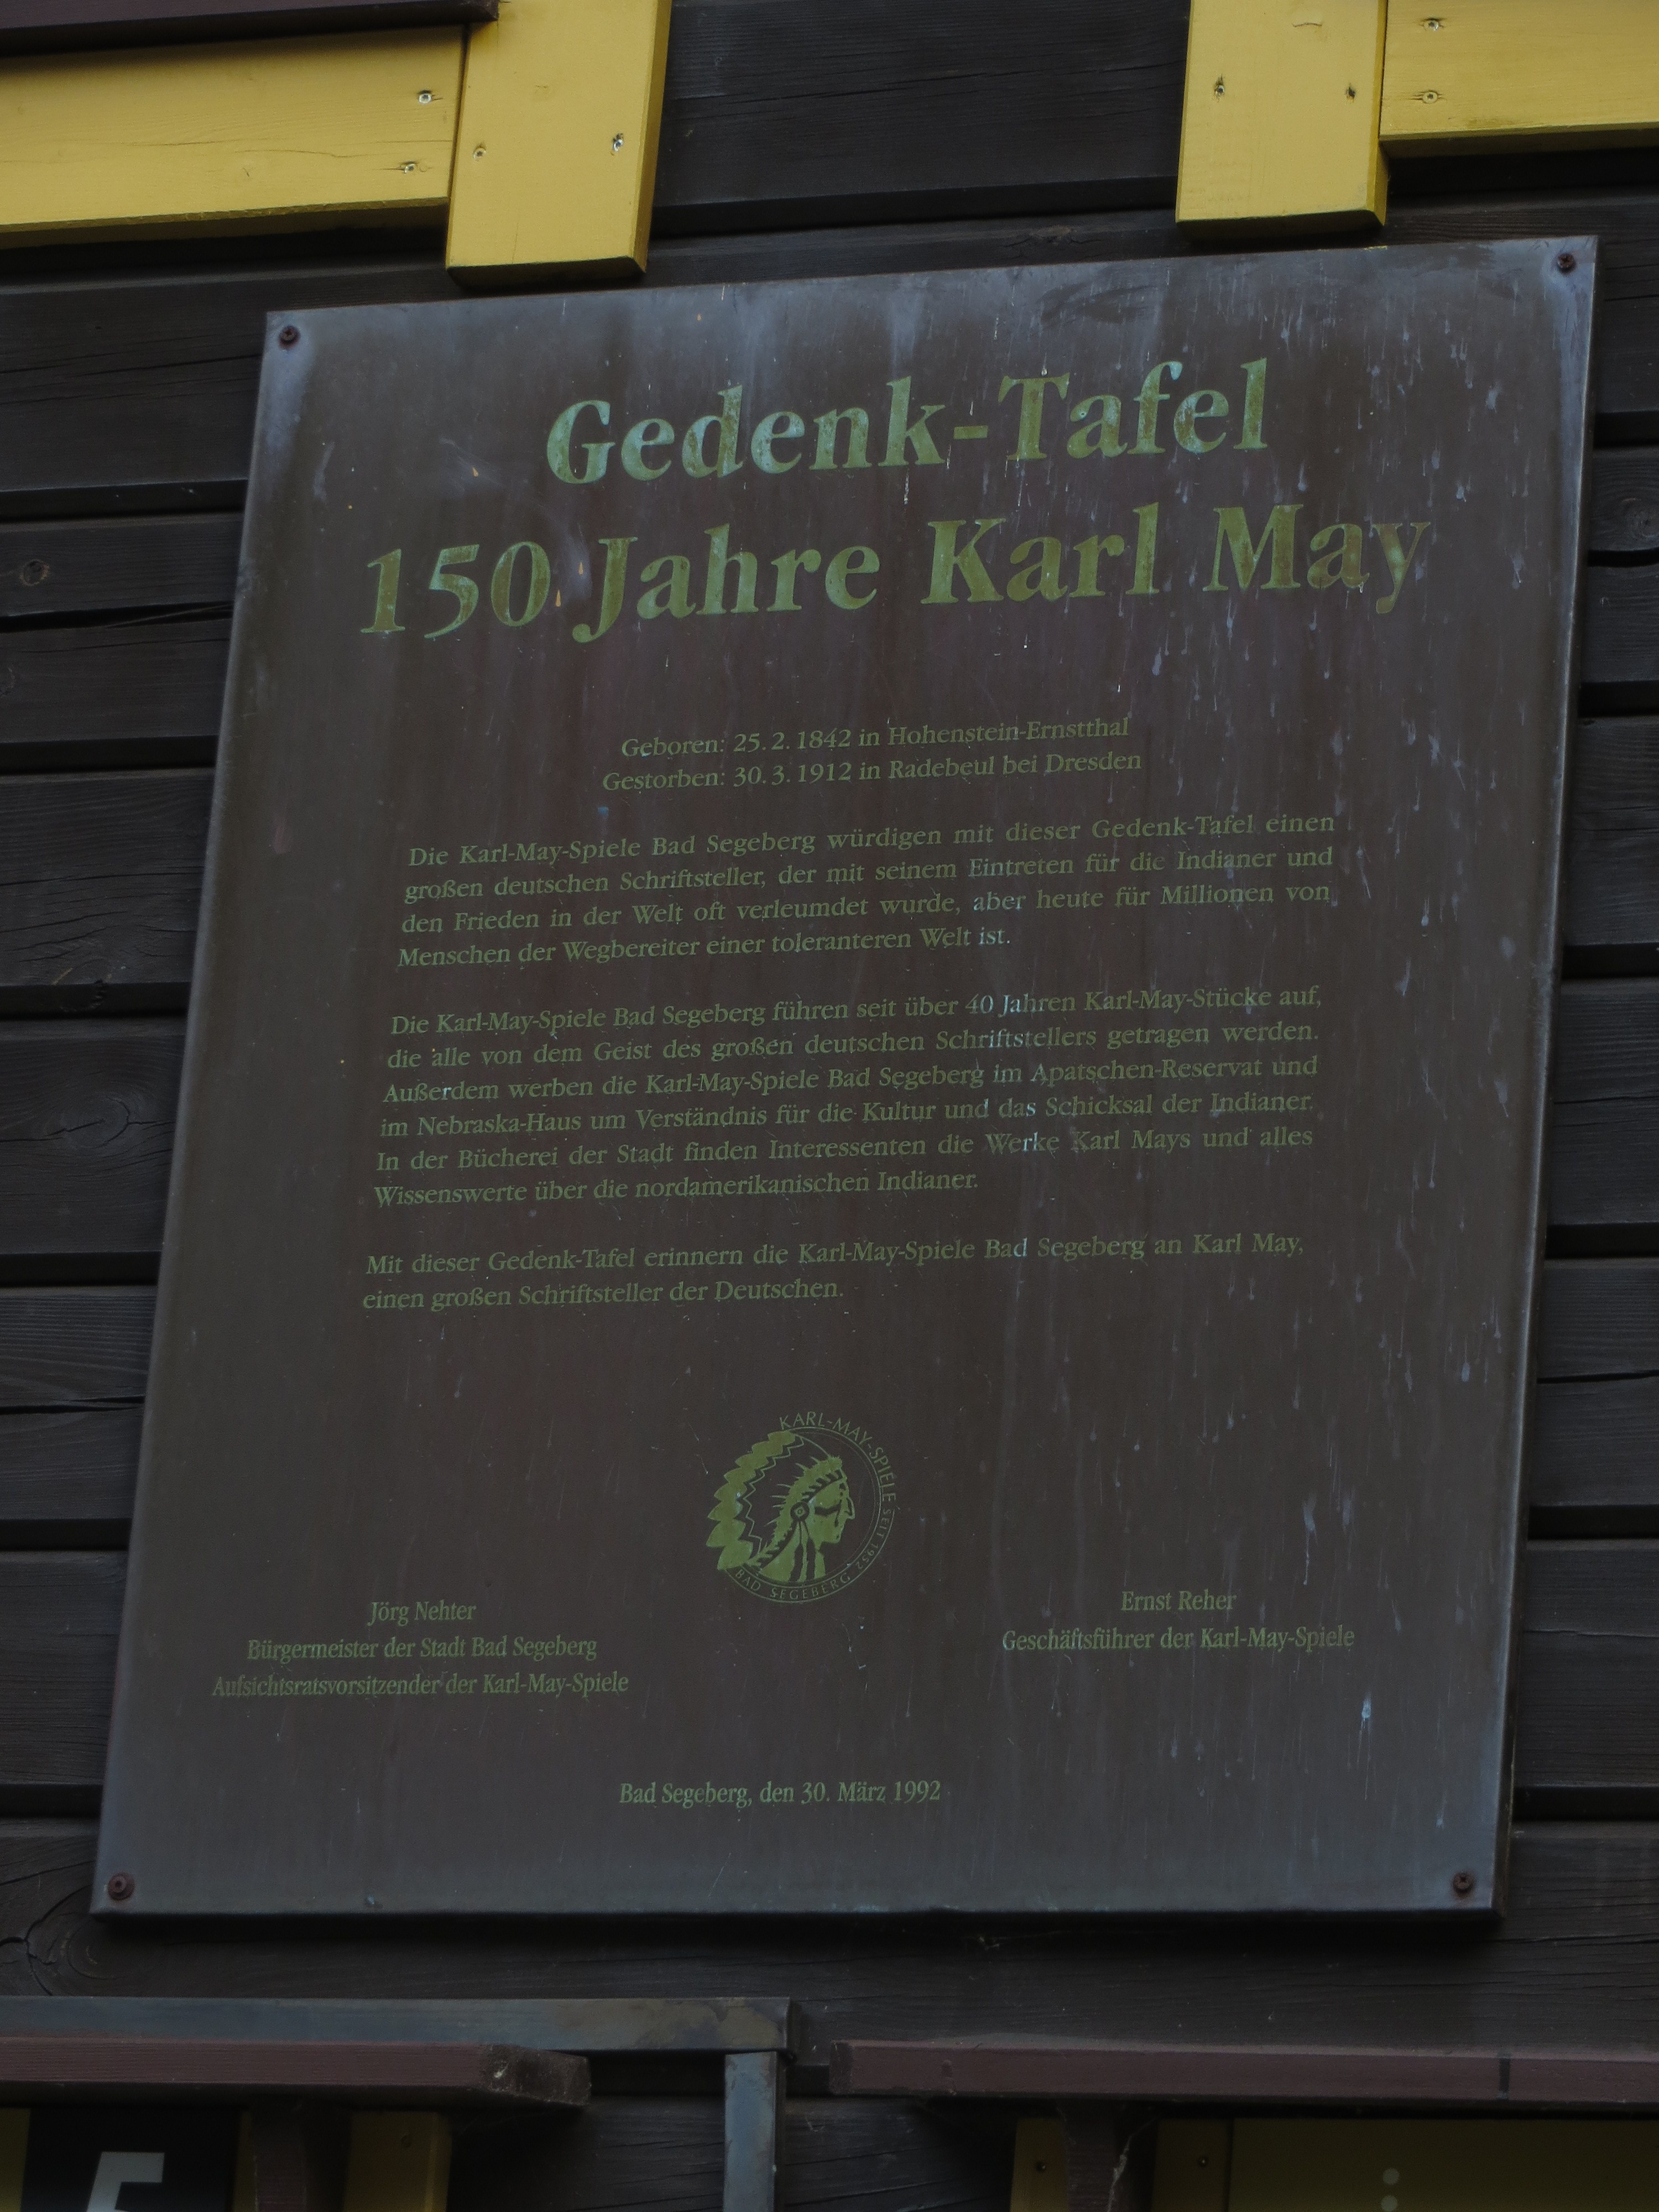 Gedenk-Tafel
150 Jahre Karl May
Geboren: 25. 2. 1842 in Hohenstein-Ernstthal
Gestorben: 30. 3. 1912 in Radebeul bei Dresden
Die Karl-May-Spiele Bad Segeberg würdigen mit dieser Gedenk-Tafel einen
großen deutschen Schriftsteller, der mit seinem Eintreten für die Indianer und
den Frieden in der Welt oft verleumdet wurde, aber heute für Millionen von
Menschen der Wegbereiter einer toleranteren Welt ist.
Die Karl-May-Spiele Bad Segeberg führen seit über 40 Jahren Karl-May-Stücke auf,
die alle von dem Geist des großen deutschen Schriftstellers getragen werden.
Außerdem werben die Karl-May-Spiele Bad Segeberg im Apatschen-Reservat und
im Nebraska-Haus um Verständnis für die Kultur und das Schicksal der Indianer.
In der Bücherei der Stadt finden Interessenten die Werke Karl Mays und alles
Wissenswerte über die nordamerikanischen Indianer.
Mit dieser Gedenk-Tafel erinnern die Karl-May-Spiele Bad Segeberg an Karl May,
einen großen Schriftsteller der Deutschen.
KARL-MAY-SPIELE SEIT 1952
BAD SEGEBERG
Jörg Nehter
Bürgermeister der Stadt Bad Segeberg
Aufsichtsratsvorsitzender der Karl-May-Spiele
Ernst Reher
Geschäftsführer der Karl-May-Spiele
Bad Segeberg, den 30. März 1992
5